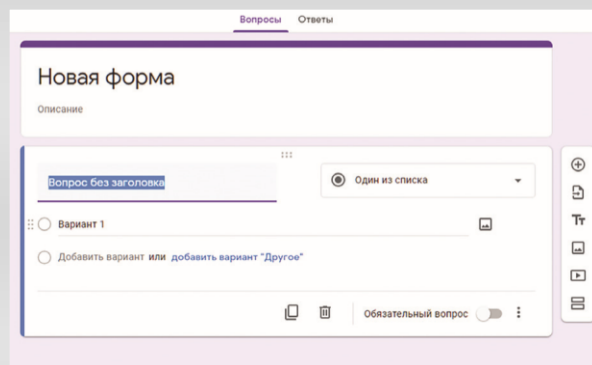 Вопросы Ответы
Новая форма
Описание
Вопрос без заголовка
Один из списка
Вариант 1
Добавить вариант или добавить вариант "Другое"
Обязательный вопрос
Тт